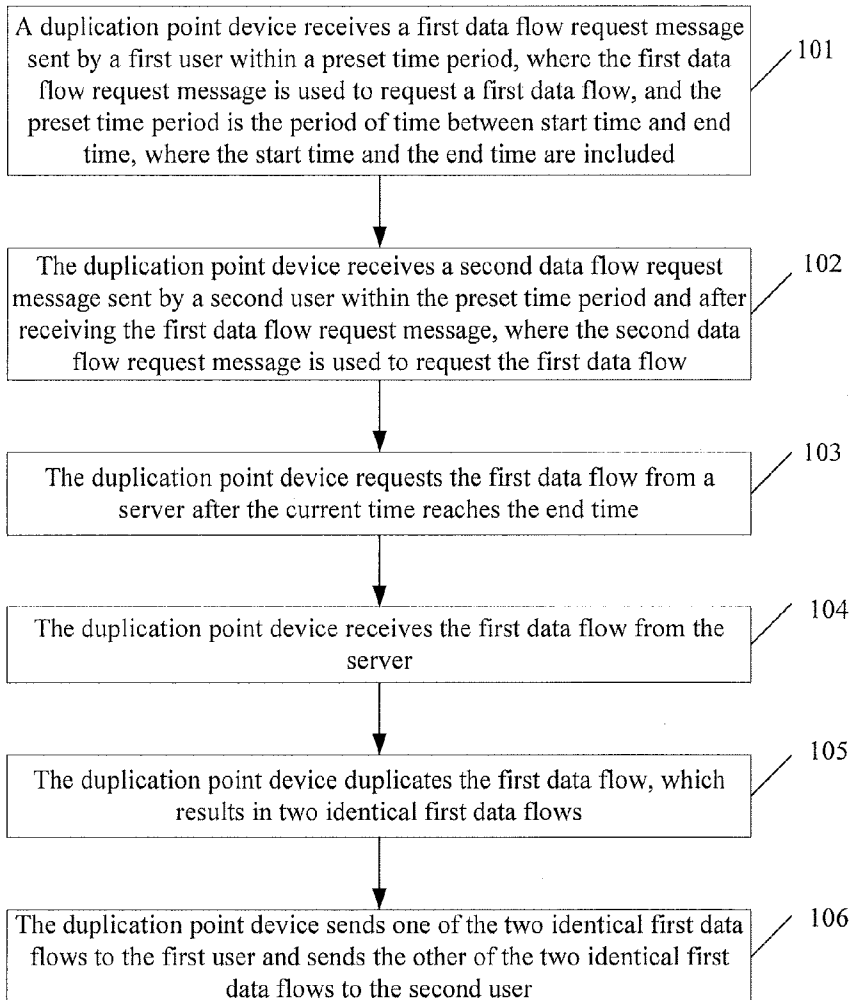 A duplication point device receives a first data flow request message
sent by a first user within a preset time period, where the first data
flow request message is used to request a first data flow, and the
preset time period is the period of time between start time and end
time, where the start time and the end time are included
101
The duplication point device receives a second data flow request
message sent by a second user within the preset time period and after
receiving the first data flow request message, where the second data
flow request message is used to request the first data flow
102
The duplication point device requests the first data flow from a
server after the current time reaches the end time
103
The duplication point device receives the first data flow from the
server
104
The duplication point device duplicates the first data flow, which
results in two identical first data flows
105
The duplication point device sends one of the two identical first data
flows to the first user and sends the other of the two identical first
data flows to the second user
106